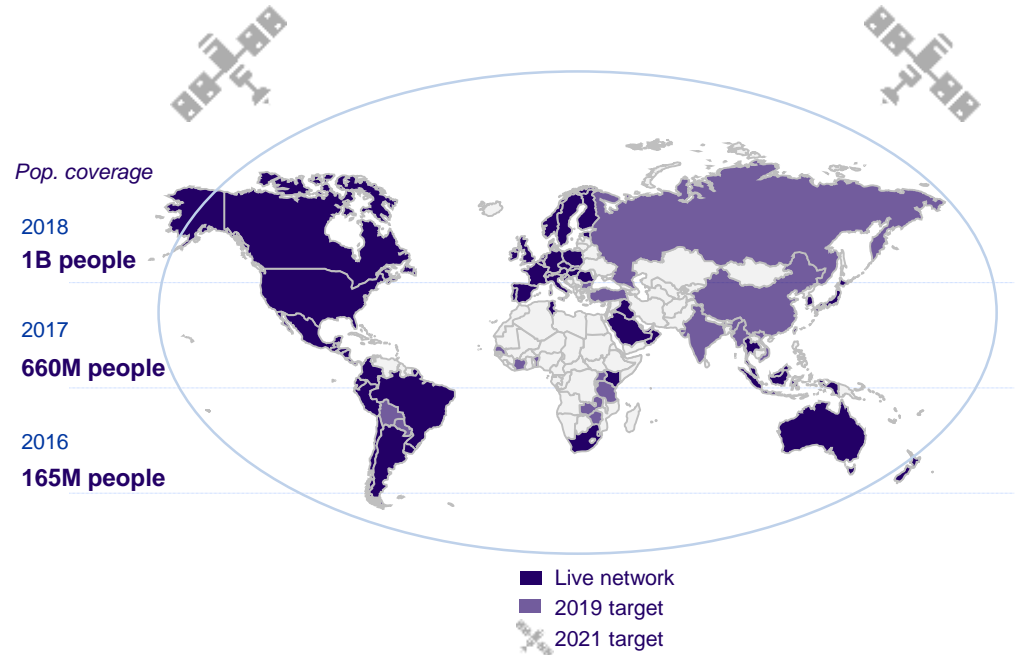 Pop. coverage
2018
1B people
2017
660M people
2016
165M people
Live network
2019 target
2021 target